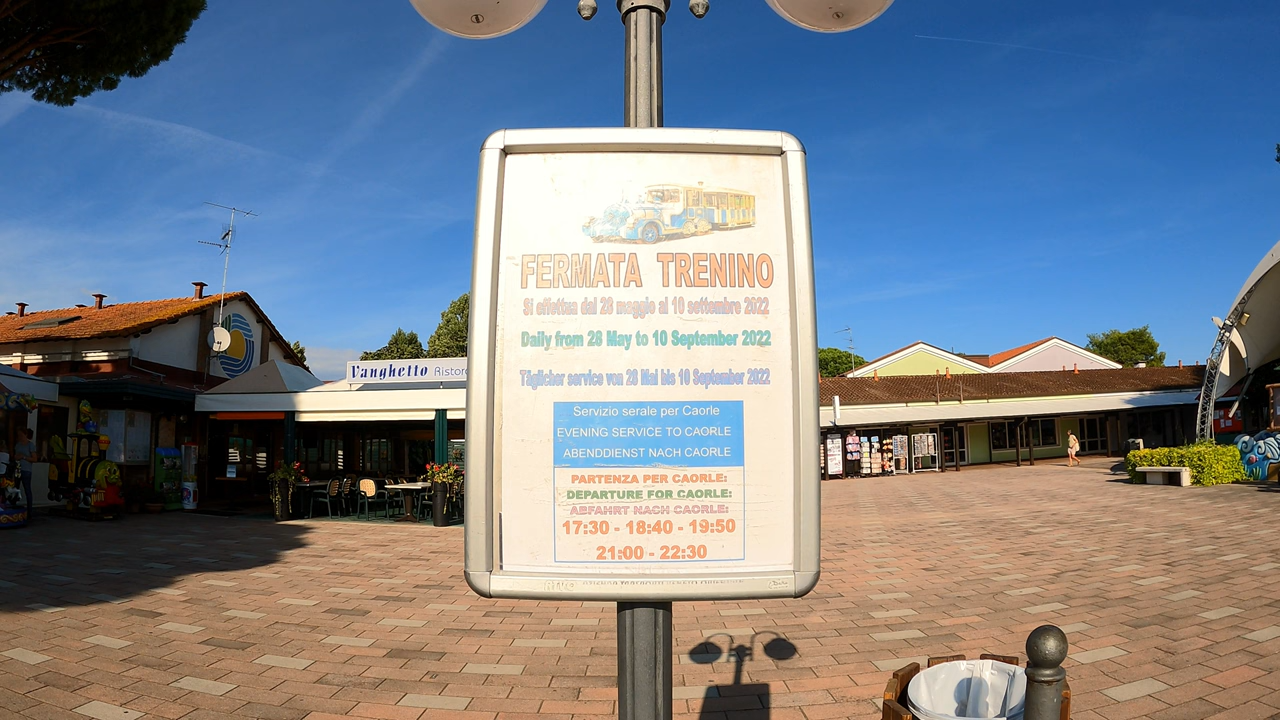 FERMATA TRENINO
Si effettua dal 28 maggio al 10 settembre 2022
Daily from 28 May to 10 September 2022
Täglicher service von 28 Mai bis 10 September 2022
Servizio serale per Caorle
EVENING SERVICE TO CAORLE
ABENDDIENST NACH CAORLE
PARTENZA PER CAORLE:
DEPARTURE FOR CAORLE:
ABFAHRT NACH CAORLE:
17:30 - 18:40 - 19:50
21:00 - 22:30
Vanghetto Ristor